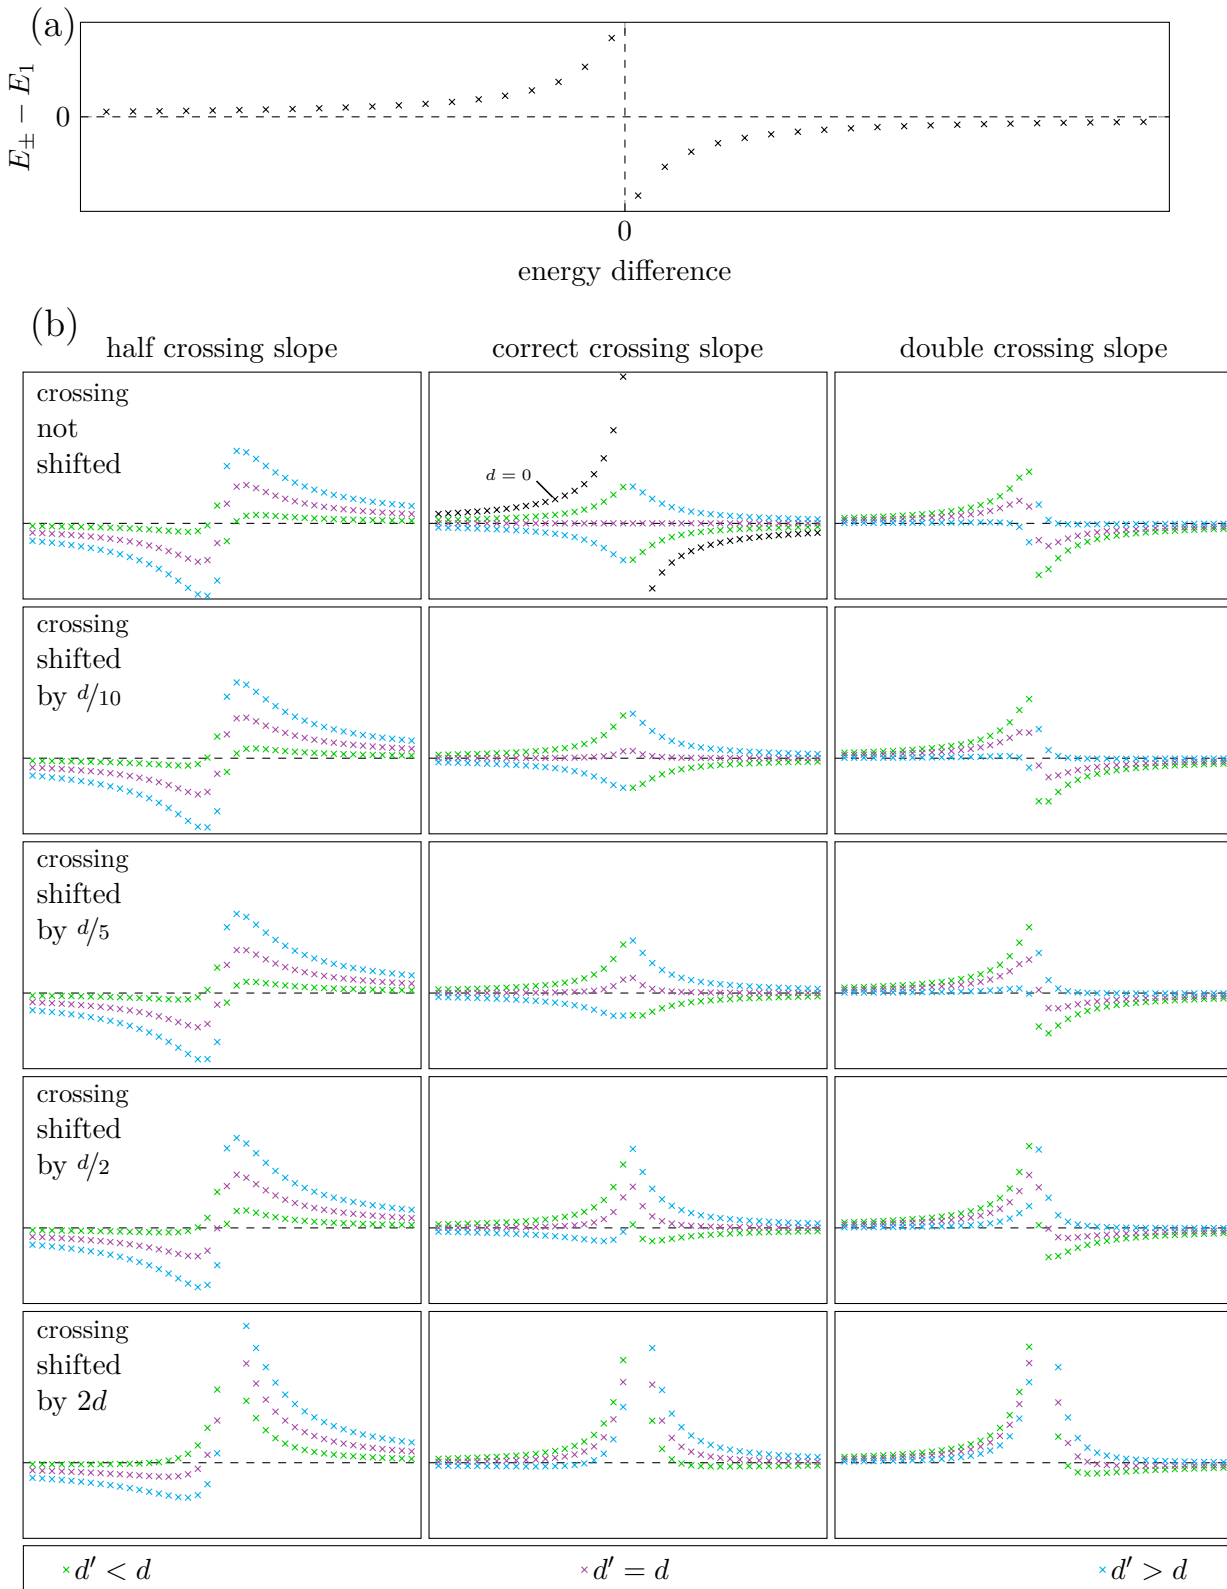 (a)
E± − E1
0
0
energy difference
(b)
half crossing slope
correct crossing slope
double crossing slope
crossing
not
shifted
d = 0
crossing
shifted
by d/10
crossing
shifted
by d/5
crossing
shifted
by d/2
crossing
shifted
by 2d
d′ < d
d′ = d
d′ > d